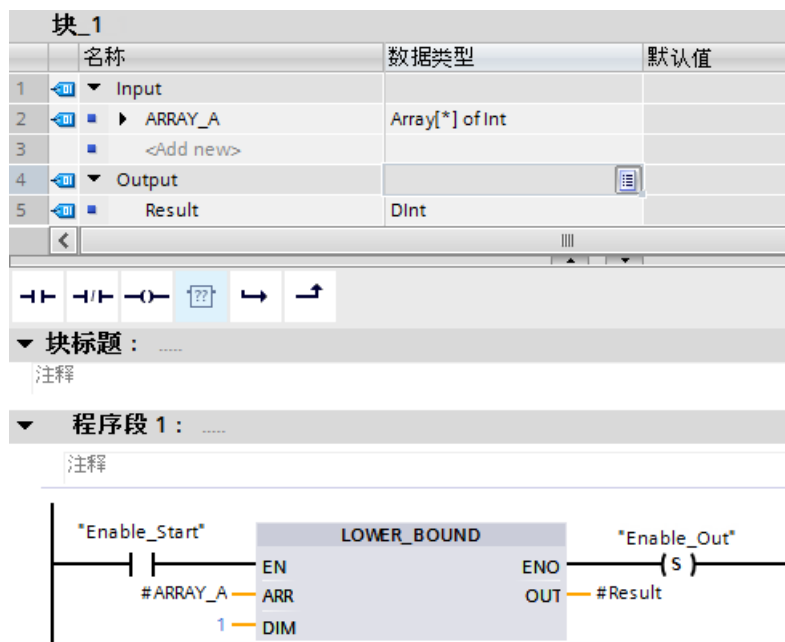 块_1
名称 数据类型 默认值
1 Input
2 ARRAY_A Array[*] of Int
3 <Add new>
4 Output
5 Result DInt
??
块标题： .....
注释
程序段 1： .....
注释
"Enable_Start" LOWER_BOUND "Enable_Out"
EN ENO S
#ARRAY_A ARR OUT #Result
1 DIM